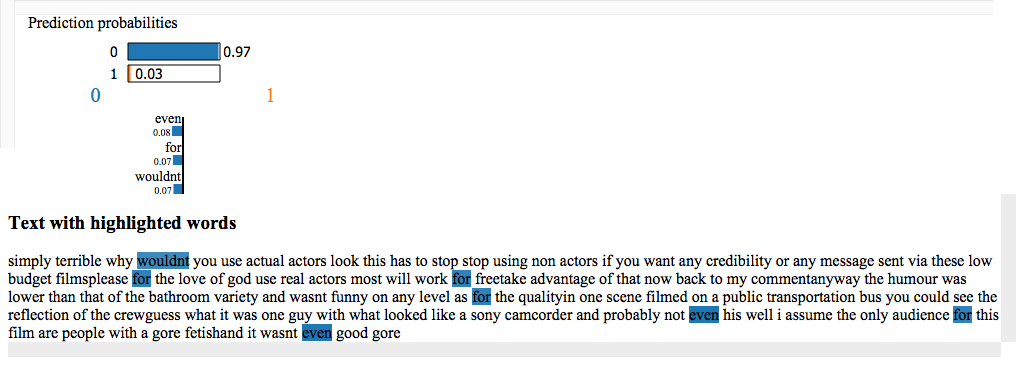 Prediction probabilities
0 0.97
1 0.03
0 1
even
0.08
for
0.07
wouldnt
0.07
Text with highlighted words
simply terrible why wouldnt you use actual actors look this has to stop stop using non actors if you want any credibility or any message sent via these low
budget filmsplease for the love of god use real actors most will work for freetake advantage of that now back to my commentanyway the humour was
lower than that of the bathroom variety and wasnt funny on any level as for the qualityin one scene filmed on a public transportation bus you could see the
reflection of the crewguess what it was one guy with what looked like a sony camcorder and probably not even his well i assume the only audience for this
film are people with a gore fetishand it wasnt even good gore